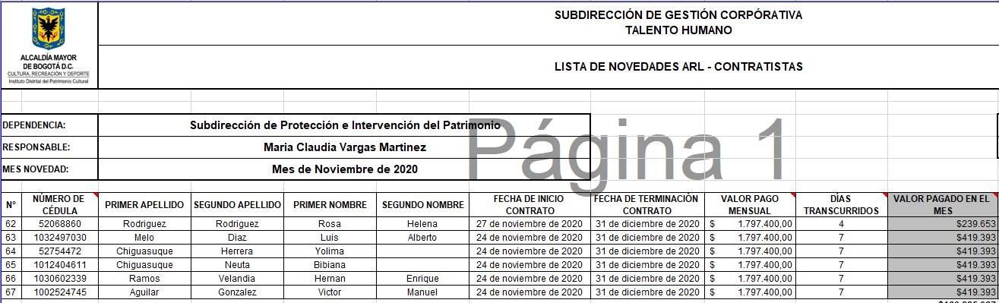 SUBDIRECCIÓN DE GESTIÓN CORPÓRATIVA
TALENTO HUMANO
ALCALDÍA MAYOR
DE BOGOTÁ D.C.
CULTURA, RECREACIÓN Y DEPORTE
Instituto Distrital del Patrimonio Cultural
LISTA DE NOVEDADES ARL - CONTRATISTAS
Página 1
DEPENDENCIA: Subdirección de Protección e Intervención del Patrimonio
RESPONSABLE: Maria Claudia Vargas Martinez
MES NOVEDAD: Mes de Noviembre de 2020
N° NÚMERO DE CÉDULA PRIMER APELLIDO SEGUNDO APELLIDO PRIMER NOMBRE SEGUNDO NOMBRE FECHA DE INICIO CONTRATO FECHA DE TERMINACIÓN CONTRATO VALOR PAGO MENSUAL DÍAS TRANSCURRIDOS VALOR PAGADO EN EL MES
62 52068860 Rodriguez Rodriguez Rosa Helena 27 de noviembre de 2020 31 de diciembre de 2020 $ 1.797.400,00 4 $239.653
63 1032497030 Melo Diaz Luis Alberto 24 de noviembre de 2020 31 de diciembre de 2020 $ 1.797.400,00 7 $419.393
64 52754472 Chiguasuque Herrera Yolima 24 de noviembre de 2020 31 de diciembre de 2020 $ 1.797.400,00 7 $419.393
65 1012404611 Chiguasuque Neuta Bibiana 24 de noviembre de 2020 31 de diciembre de 2020 $ 1.797.400,00 7 $419.393
66 1030602339 Ramos Velandia Hernan Enrique 24 de noviembre de 2020 31 de diciembre de 2020 $ 1.797.400,00 7 $419.393
67 1002524745 Aguilar Gonzalez Victor Manuel 24 de noviembre de 2020 31 de diciembre de 2020 $ 1.797.400,00 7 $419.393